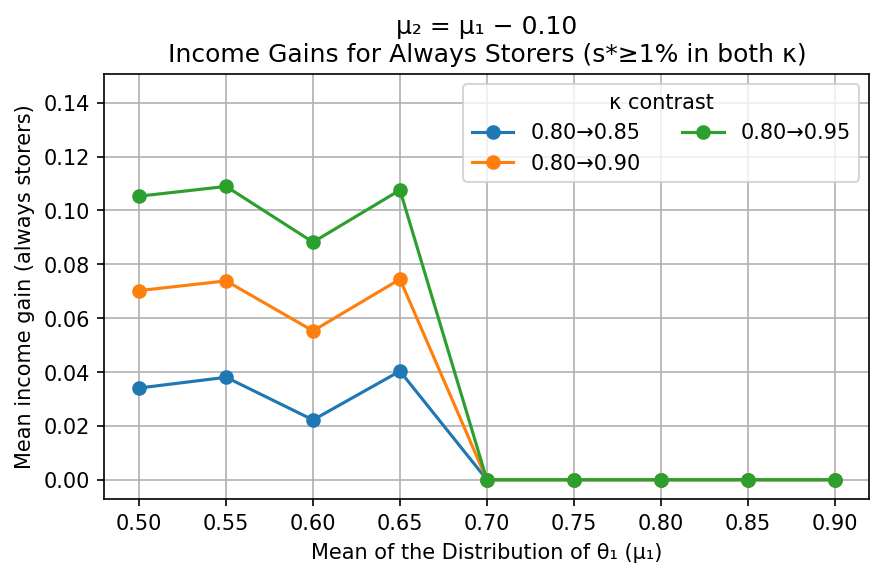 μ₂ = μ₁ − 0.10
Income Gains for Always Storers (s*≥1% in both κ)
Mean income gain (always storers)
0.14
0.12
0.10
0.08
0.06
0.04
0.02
0.00
κ contrast
0.80→0.85
0.80→0.90
0.80→0.95
0.50 0.55 0.60 0.65 0.70 0.75 0.80 0.85 0.90
Mean of the Distribution of θ₁ (μ₁)